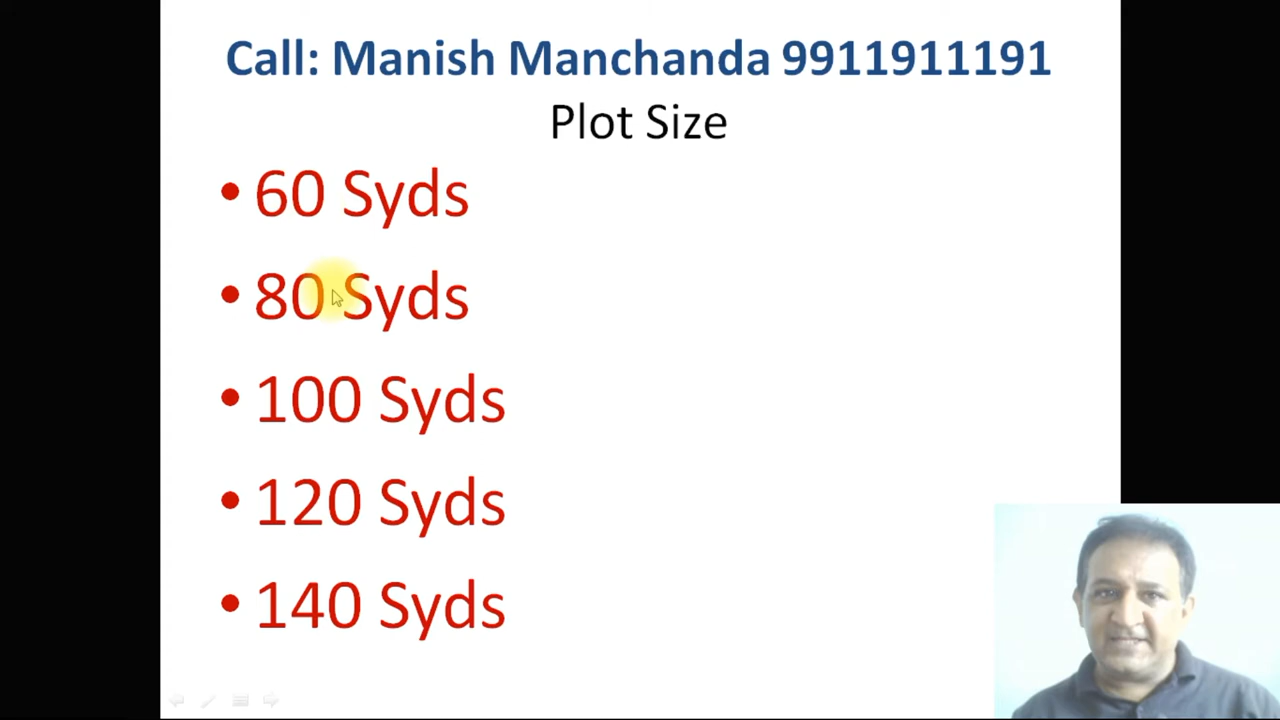 Call: Manish Manchanda 9911911191
Plot Size
• 60 Syds
• 80 Syds
• 100 Syds
• 120 Syds
• 140 Syds